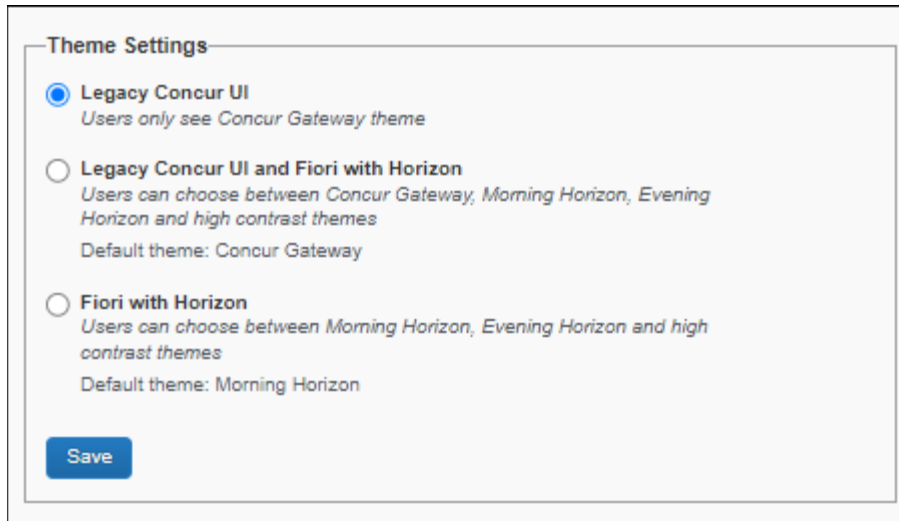 Theme Settings
Legacy Concur UI
Users only see Concur Gateway theme
Legacy Concur UI and Fiori with Horizon
Users can choose between Concur Gateway, Morning Horizon, Evening
Horizon and high contrast themes
Default theme: Concur Gateway
Fiori with Horizon
Users can choose between Morning Horizon, Evening Horizon and high
contrast themes
Default theme: Morning Horizon
Save